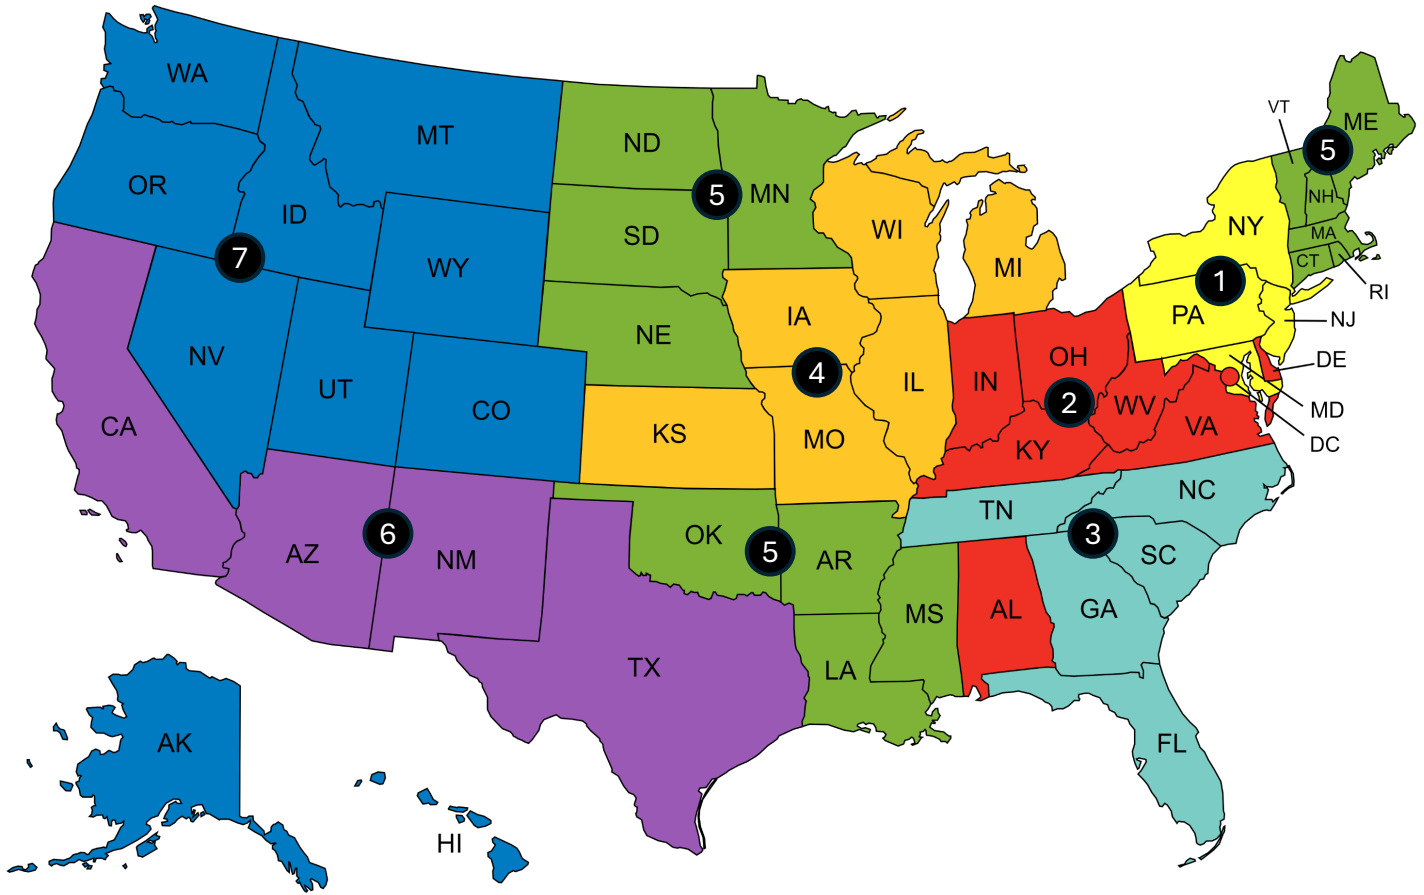 WA
MT
ND
MN
VT
ME
5
OR
ID
5
SD
WI
NH
NY
MA
7
WY
MI
CT
1
RI
NV
NE
IA
PA
NJ
UT
CO
4
IL
IN
OH
DE
2
WV
MD
CA
KS
MO
KY
VA
DC
AZ
6
NM
OK
5
AR
TN
NC
3
SC
MS
AL
GA
TX
LA
AK
FL
HI